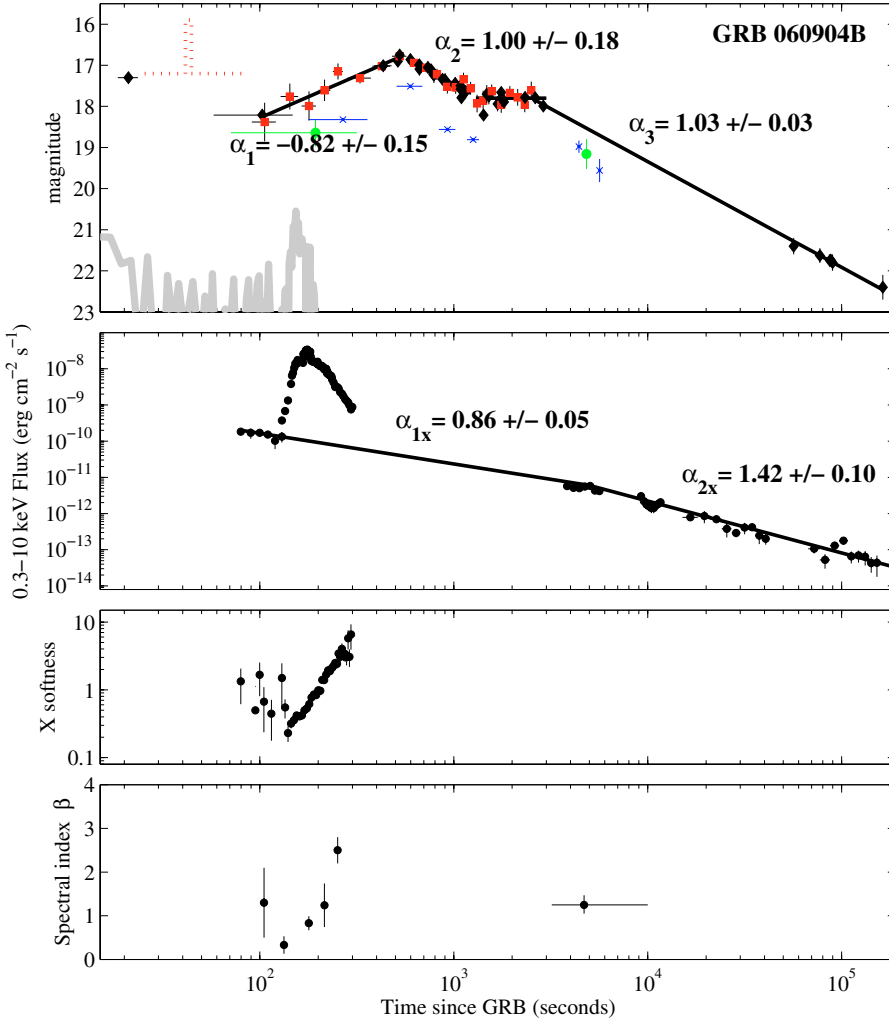 GRB 060904B
α2 = 1.00 +/− 0.18
α3 = 1.03 +/− 0.03
α1 = −0.82 +/− 0.15
magnitude
16
17
18
19
20
21
22
23
α1x = 0.86 +/− 0.05
α2x = 1.42 +/− 0.10
0.3−10 keV Flux (erg cm−2 s−1)
10−8
10−9
10−10
10−11
10−12
10−13
10−14
X softness
10
1
0.1
Spectral index β
4
3
2
1
0
102
103
104
105
Time since GRB (seconds)